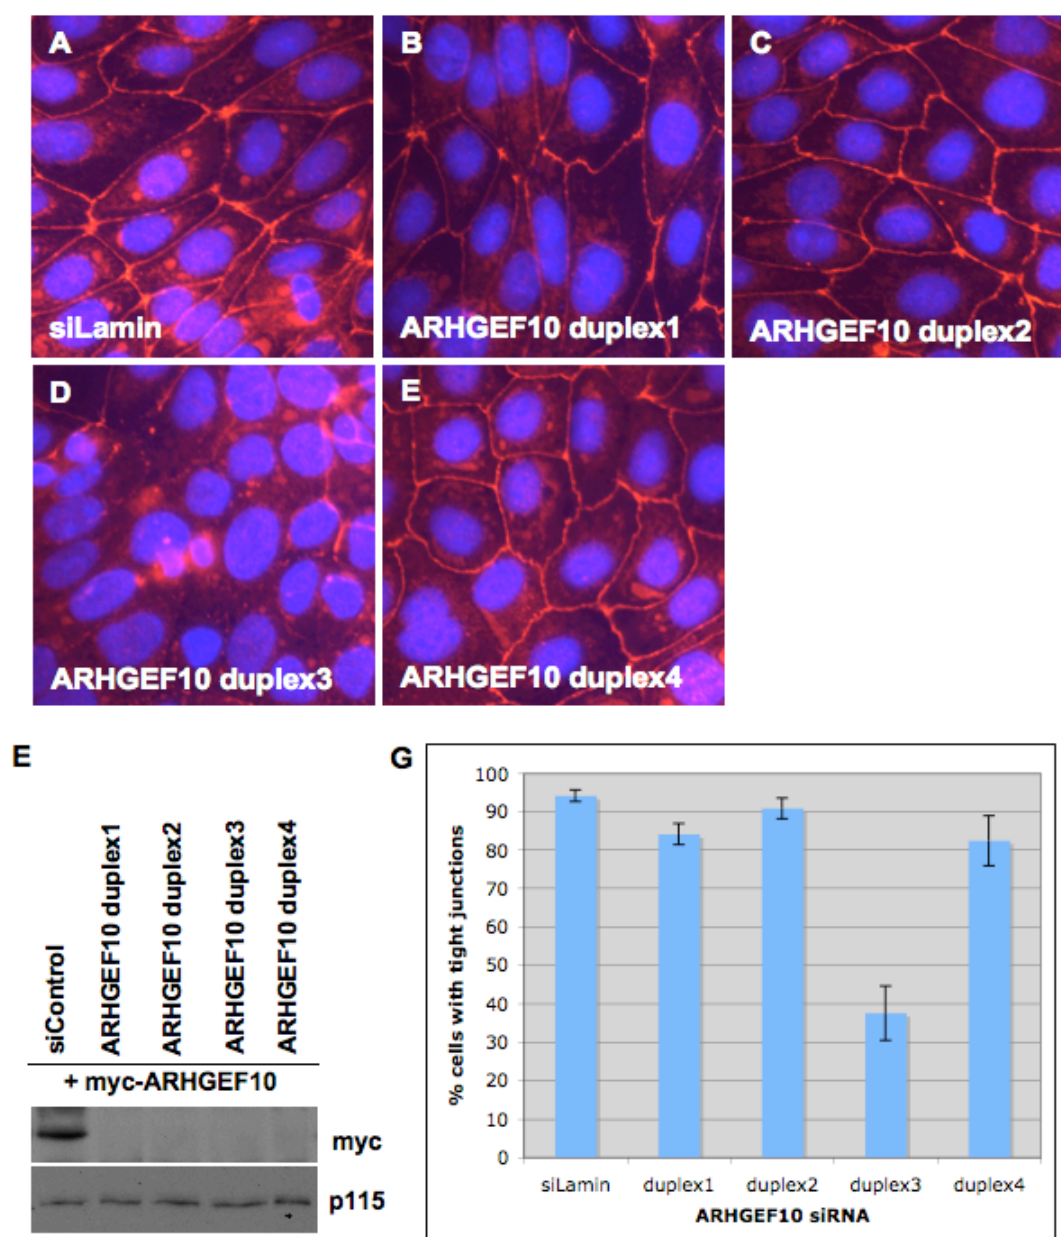 A
siLamin
B
ARHGEF10 duplex1
C
ARHGEF10 duplex2
D
ARHGEF10 duplex3
E
ARHGEF10 duplex4
E
siControl
ARHGEF10 duplex1
ARHGEF10 duplex2
ARHGEF10 duplex3
ARHGEF10 duplex4
+ myc-ARHGEF10
myc
p115
G
% cells with tight junctions
100
90
80
70
60
50
40
30
20
10
0
siLamin duplex1 duplex2 duplex3 duplex4
ARHGEF10 siRNA